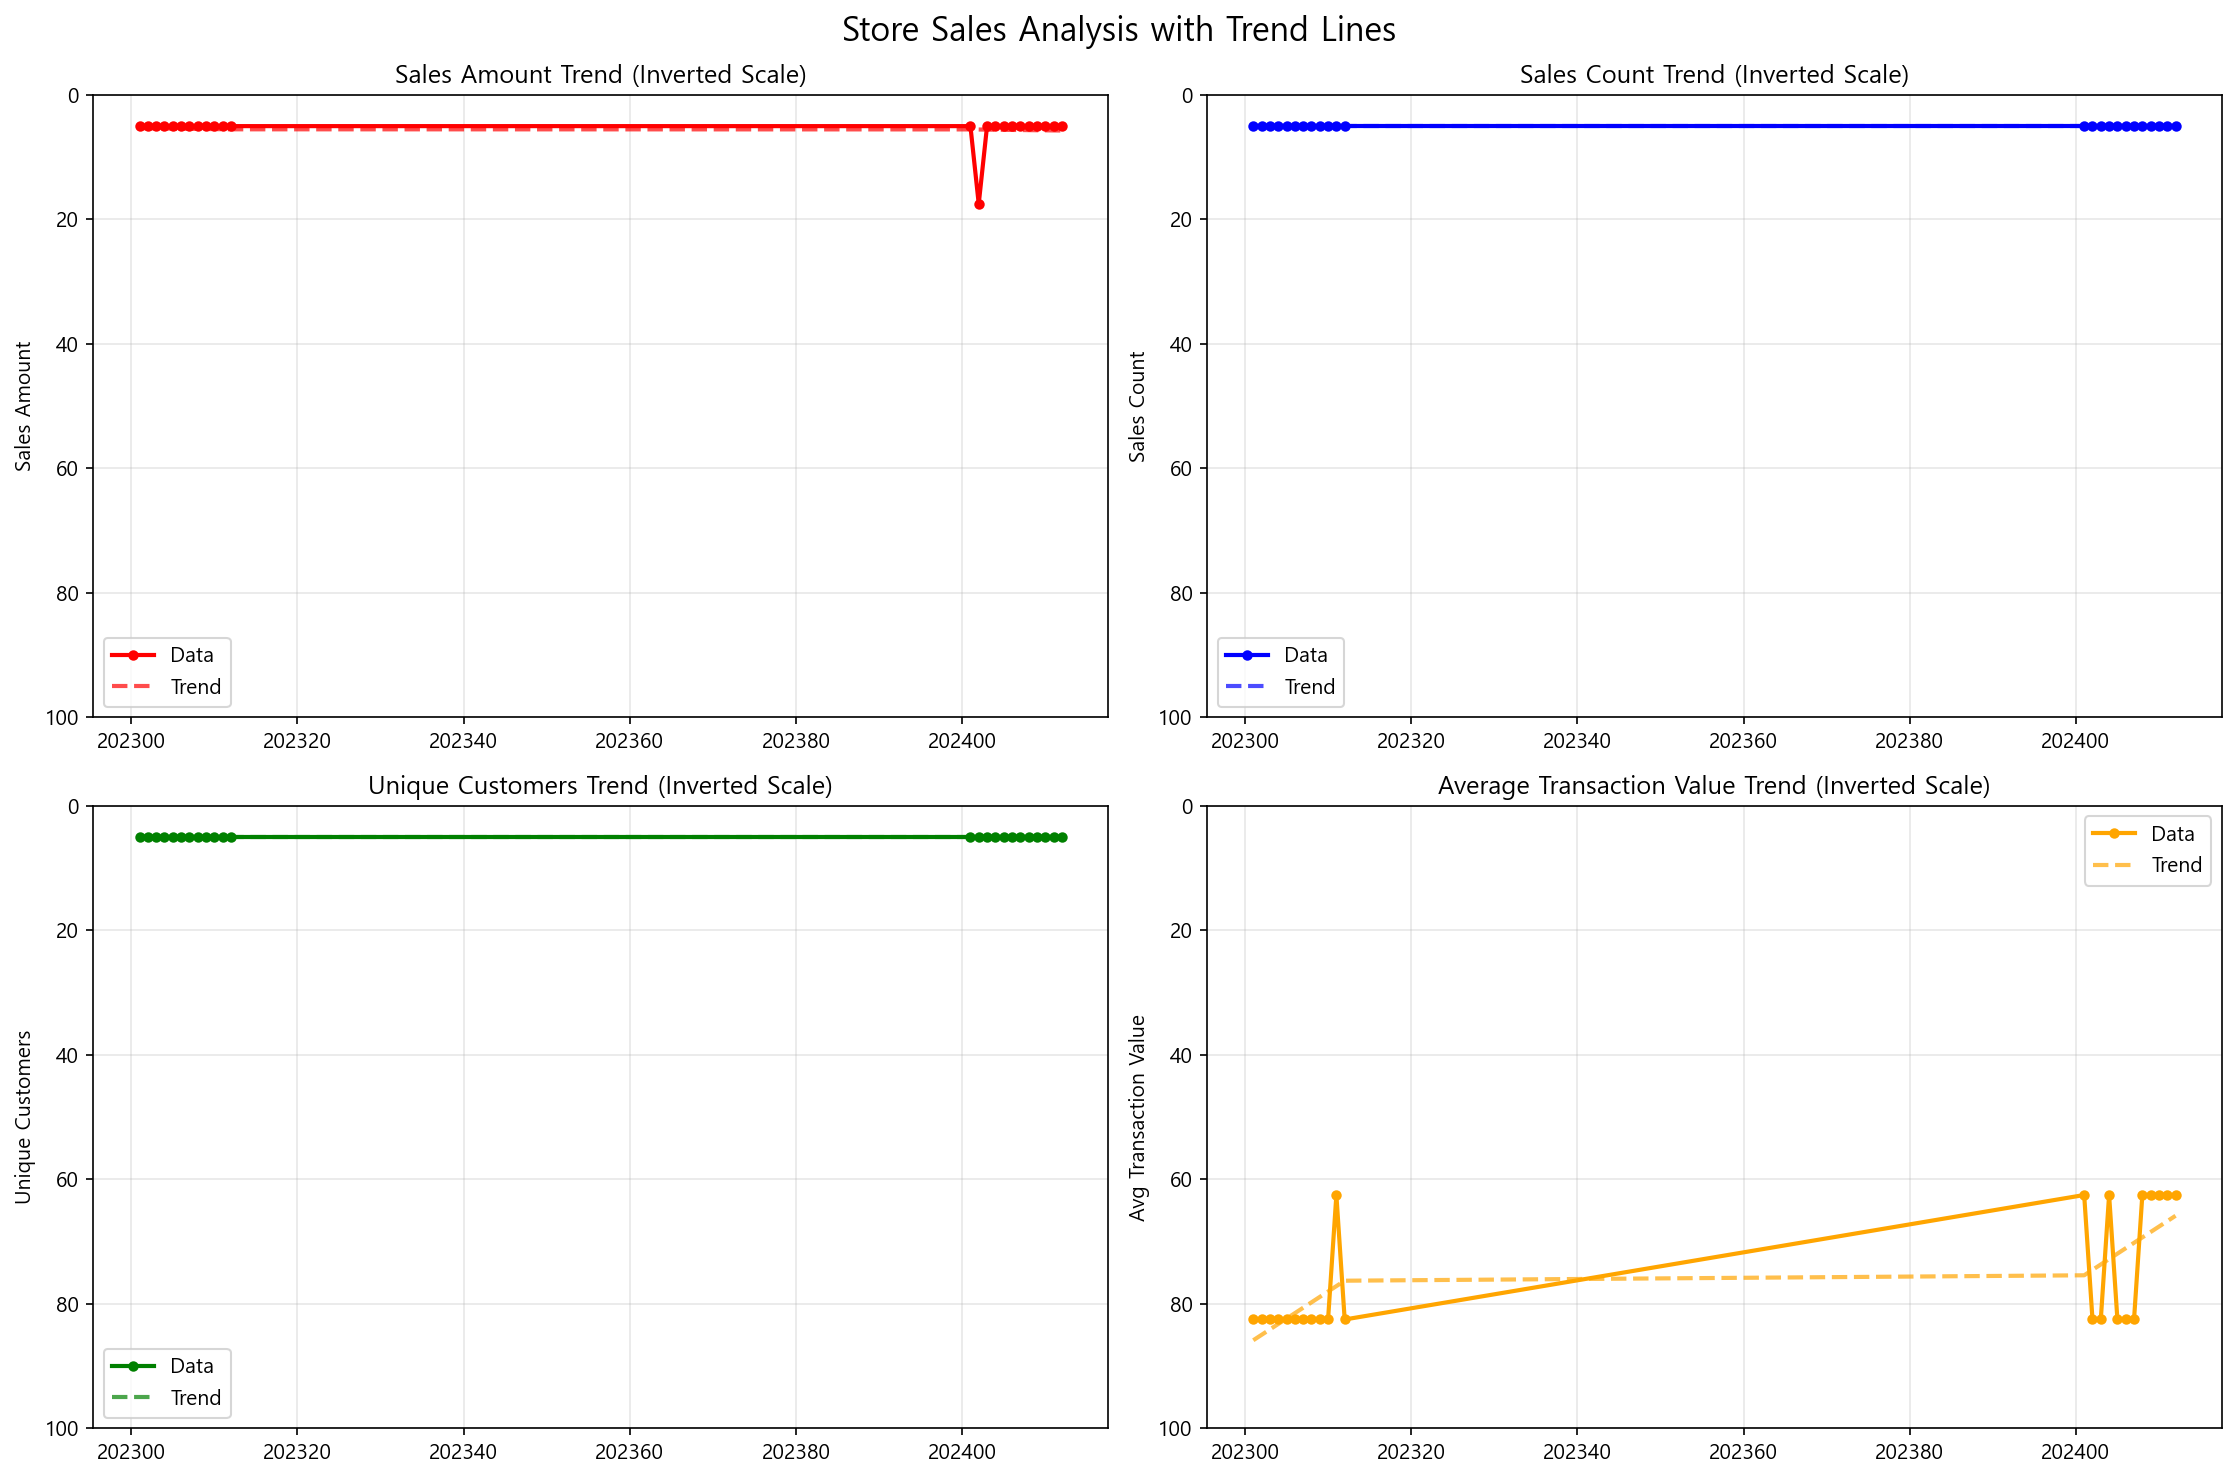 Store Sales Analysis with Trend Lines
Sales Amount Trend (Inverted Scale)
Sales Amount
0
20
40
60
80
100
202300 202320 202340 202360 202380 202400
Data
Trend
Sales Count Trend (Inverted Scale)
Sales Count
0
20
40
60
80
100
202300 202320 202340 202360 202380 202400
Data
Trend
Unique Customers Trend (Inverted Scale)
Unique Customers
0
20
40
60
80
100
202300 202320 202340 202360 202380 202400
Data
Trend
Average Transaction Value Trend (Inverted Scale)
Avg Transaction Value
0
20
40
60
80
100
202300 202320 202340 202360 202380 202400
Data
Trend